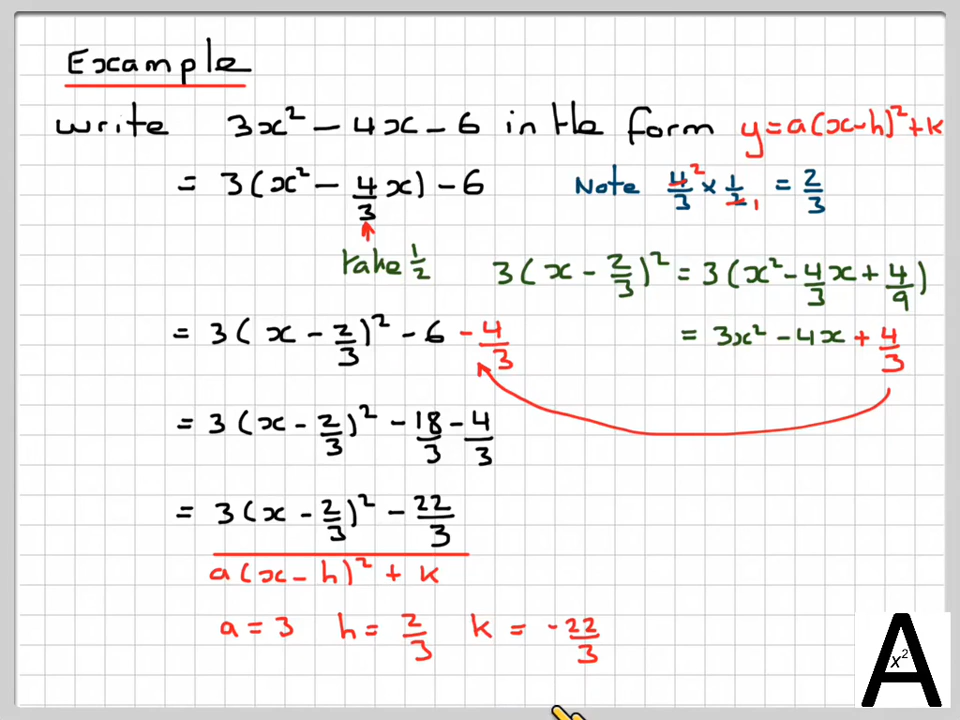 Example
write 3x² − 4x − 6 in the form y = a(x−h)² + k
= 3(x² − 4/3 x) − 6 Note 4/3 2 × 1/2 1 = 2/3
take 1/2
3(x − 2/3)² = 3(x² − 4/3 x + 4/9)
= 3(x − 2/3)² − 6 − 4/3
= 3x² − 4x + 4/3
= 3(x − 2/3)² − 18/3 − 4/3
= 3(x − 2/3)² − 22/3
a(x − h)² + k
a = 3 h = 2/3 k = -22/3
A
x²